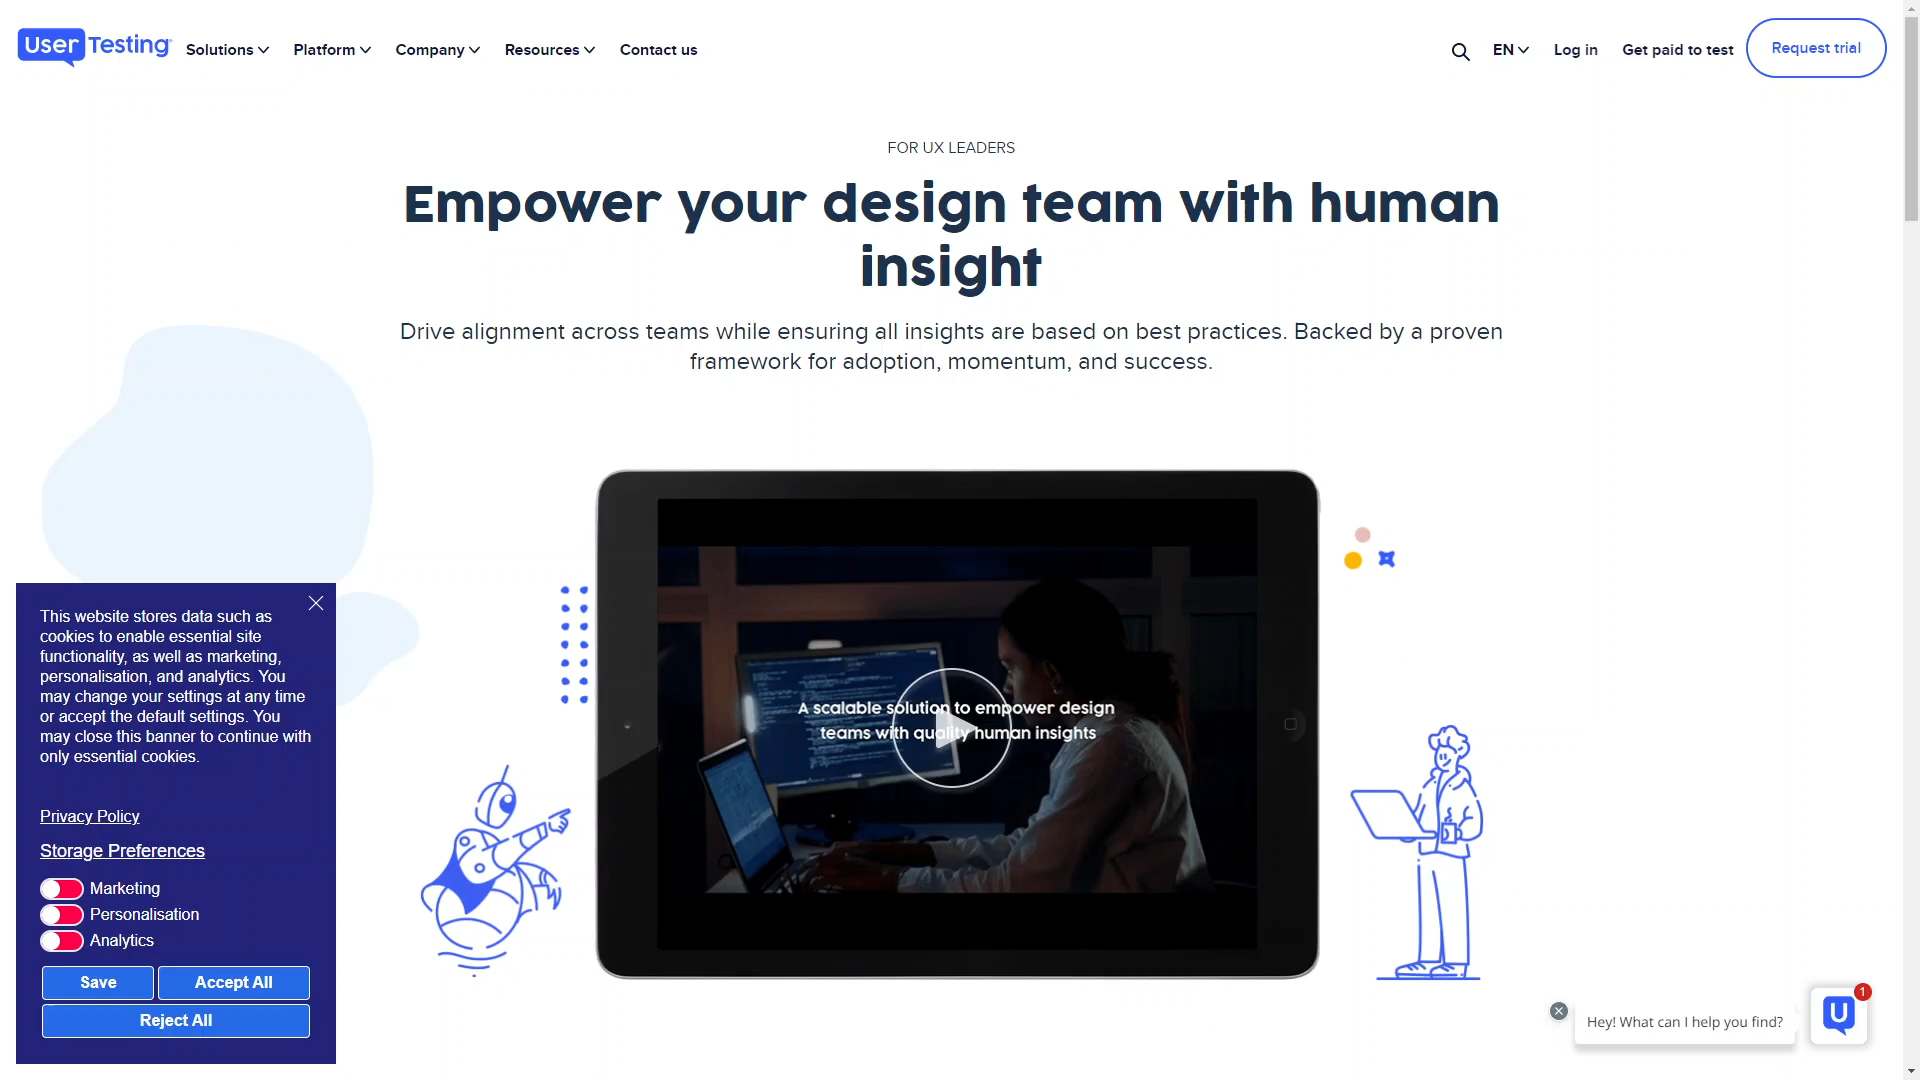 User Testing
Solutions
Platform
Company
Resources
Contact us
EN
Log in
Get paid to test
Request trial
FOR UX LEADERS
Empower your design team with human
insight
Drive alignment across teams while ensuring all insights are based on best practices. Backed by a proven
framework for adoption, momentum, and success.
A scalable solution to empower design
teams with quality human insights
This website stores data such as
cookies to enable essential site
functionality, as well as marketing,
personalisation, and analytics. You
may change your settings at any time
or accept the default settings. You
may close this banner to continue with
only essential cookies.
Privacy Policy
Storage Preferences
Marketing
Personalisation
Analytics
Save
Accept All
Reject All
Hey! What can I help you find?
U
1